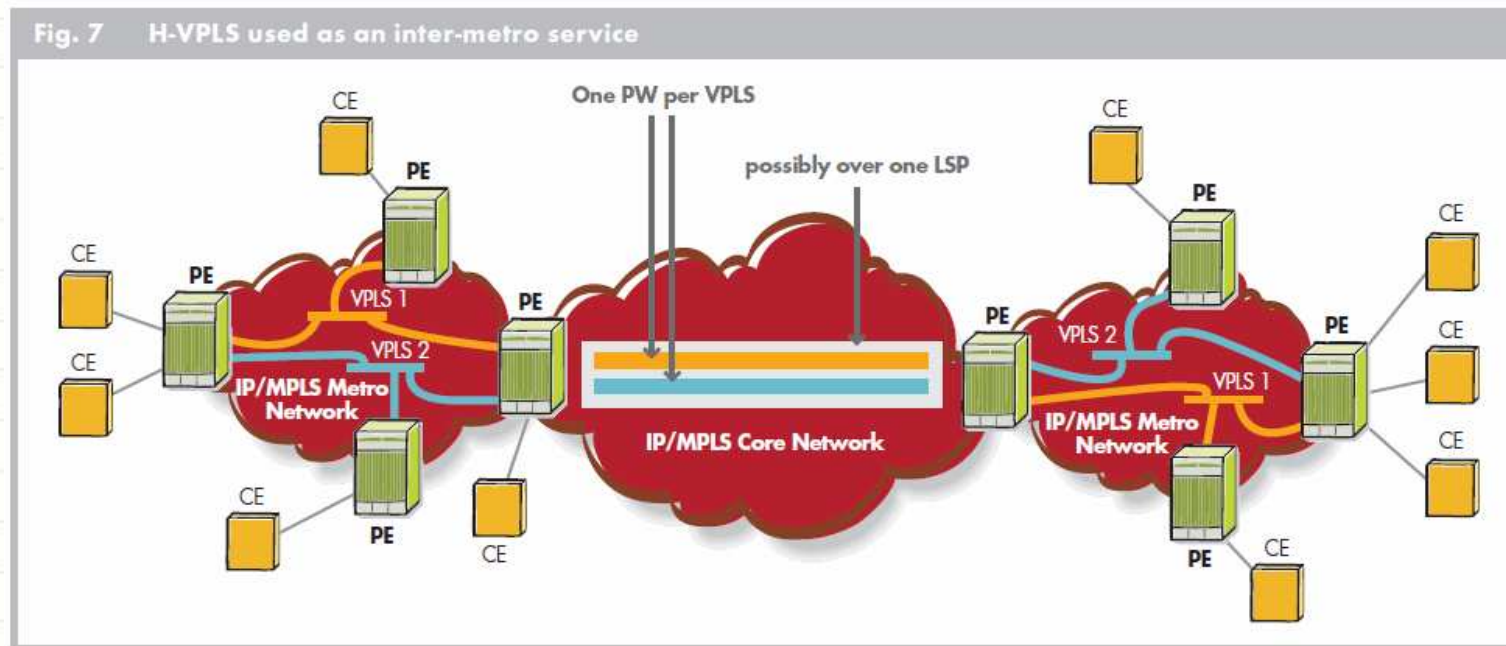 Fig. 7 H-VPLS used as an inter-metro service
One PW per VPLS
possibly over one LSP
CE
PE
CE
PE
CE
VPLS 1
VPLS 2
IP/MPLS Metro
Network
PE
CE
PE
CE
IP/MPLS Core Network
PE
CE
PE
VPLS 2
VPLS 1
IP/MPLS Metro
Network
PE
CE
CE
CE
PE
CE